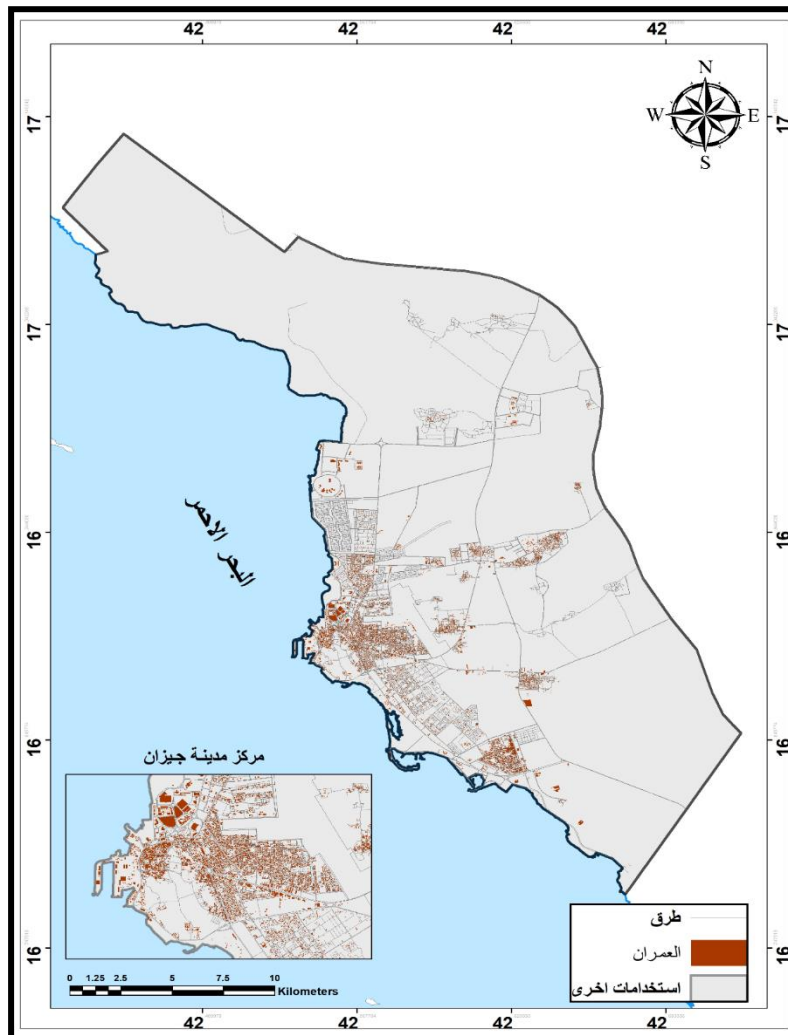 42 42 42 42
N
W E
S
17 17
17 17
البحر الاحمر
16 16
16 16
مركز مدينة جيزان
طرق
العمران
استخدامات اخرى
16 16
0 1.25 2.5 5 7.5 10
Kilometers
42 42 42 42